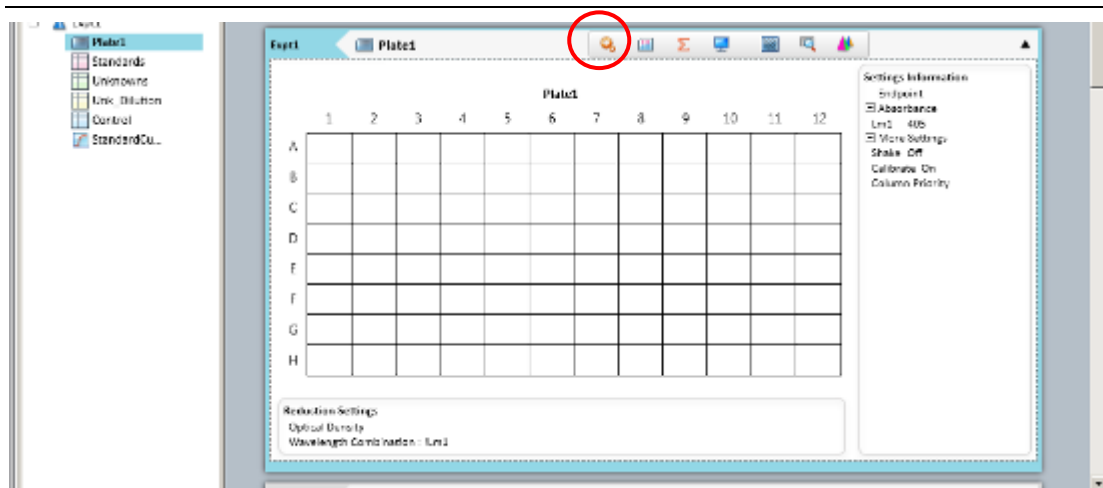 Expt1
Plate1
Standards
Unknowns
Unk_Dilution
Control
StandardCu...
Expt1
Plate1
Σ
Plate1
1 2 3 4 5 6 7 8 9 10 11 12
A
B
C
D
E
F
G
H
Settings Information
Endpoint
Absorbance
Lm1 405
More Settings
Shake Off
Calibrate On
Column Priority
Reduction Settings
Optical Density
Wavelength Combination : !Lm1